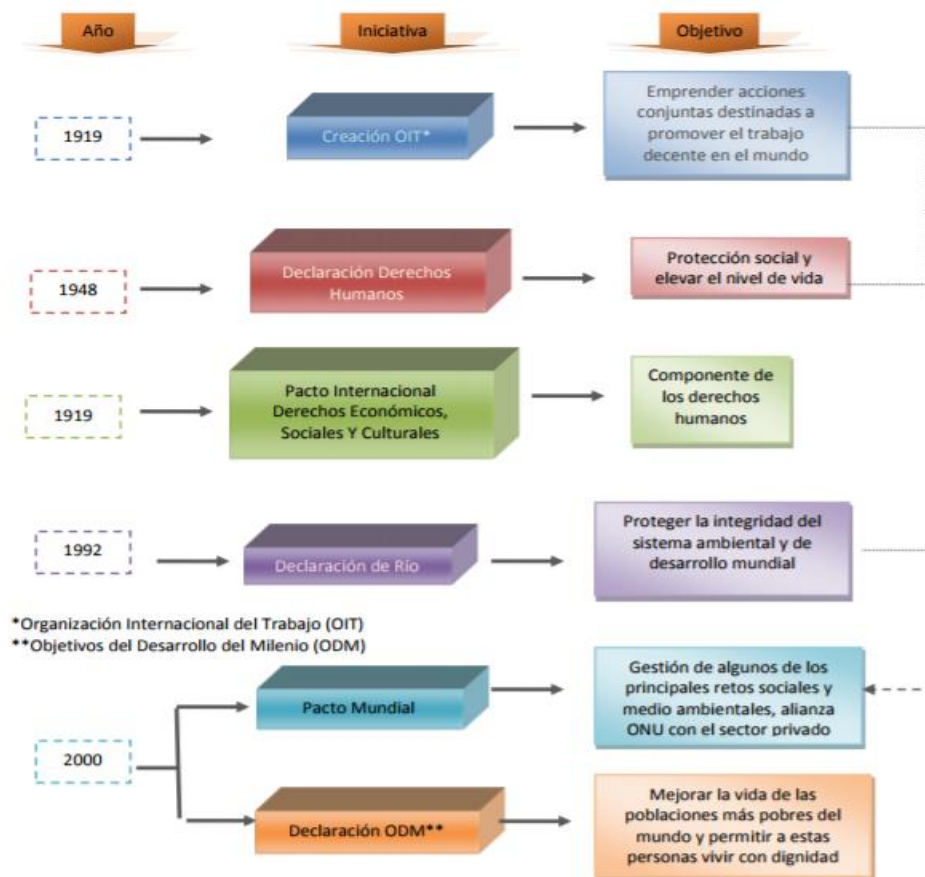 Año
Iniciativa
Objetivo
1919
Creación OIT*
Emprender acciones
conjuntas destinadas a
promover el trabajo
decente en el mundo
1948
Declaración Derechos
Humanos
Protección social y
elevar el nivel de vida
1919
Pacto Internacional
Derechos Económicos,
Sociales Y Culturales
Componente de
los derechos
humanos
1992
Declaración de Río
Proteger la integridad del
sistema ambiental y de
desarrollo mundial
*Organización Internacional del Trabajo (OIT)
**Objetivos del Desarrollo del Milenio (ODM)
2000
Pacto Mundial
Gestión de algunos de los
principales retos sociales y
medio ambientales, alianza
ONU con el sector privado
Declaración ODM**
Mejorar la vida de las
poblaciones más pobres del
mundo y permitir a estas
personas vivir con dignidad